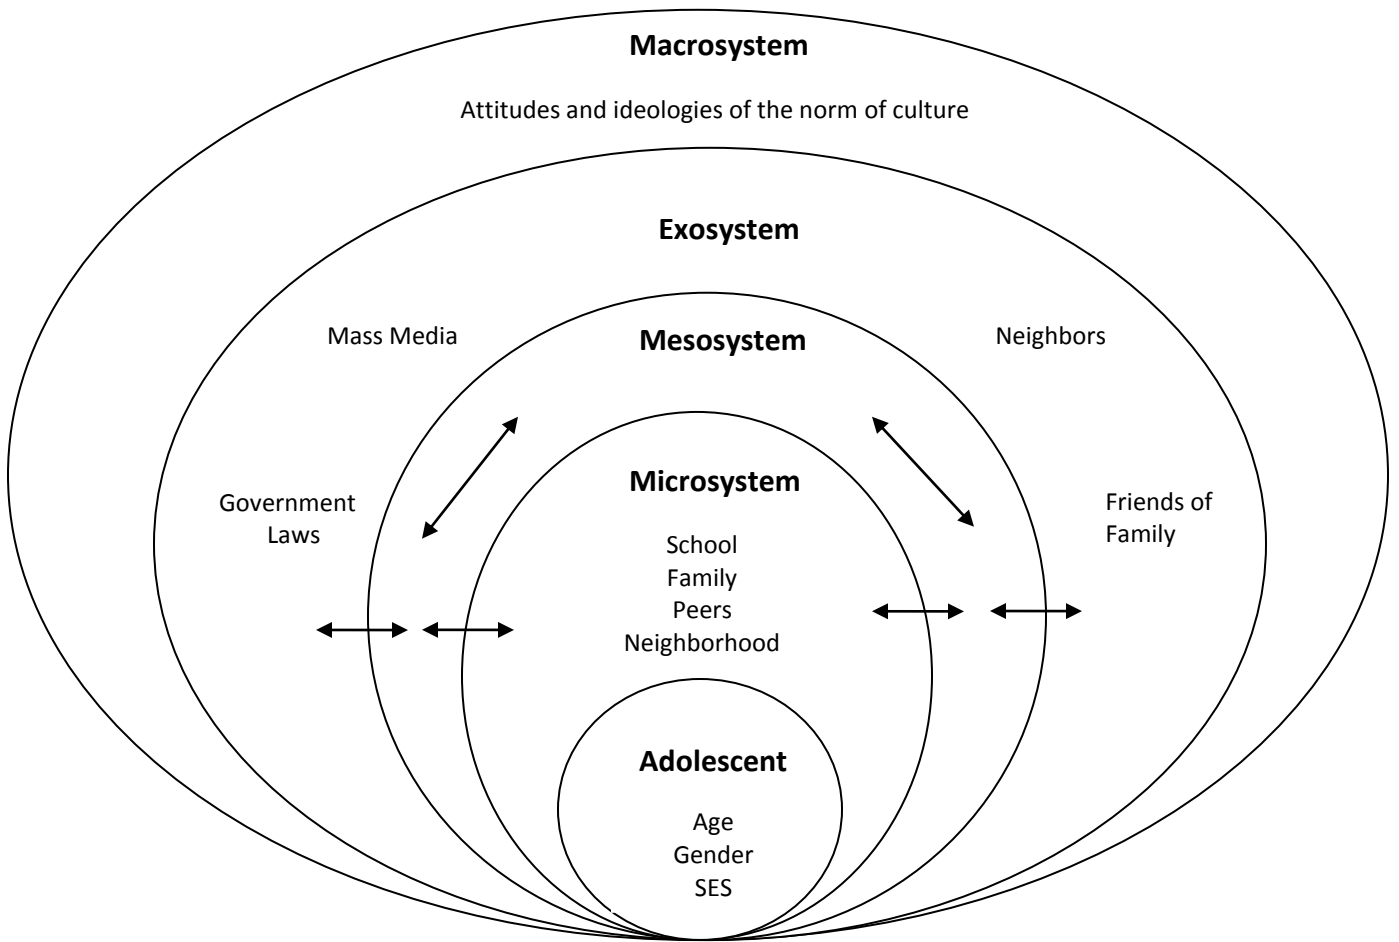 Macrosystem
Attitudes and ideologies of the norm of culture
Exosystem
Mass Media
Neighbors
Mesosystem
Government
Laws
Friends of
Family
Microsystem
School
Family
Peers
Neighborhood
Adolescent
Age
Gender
SES